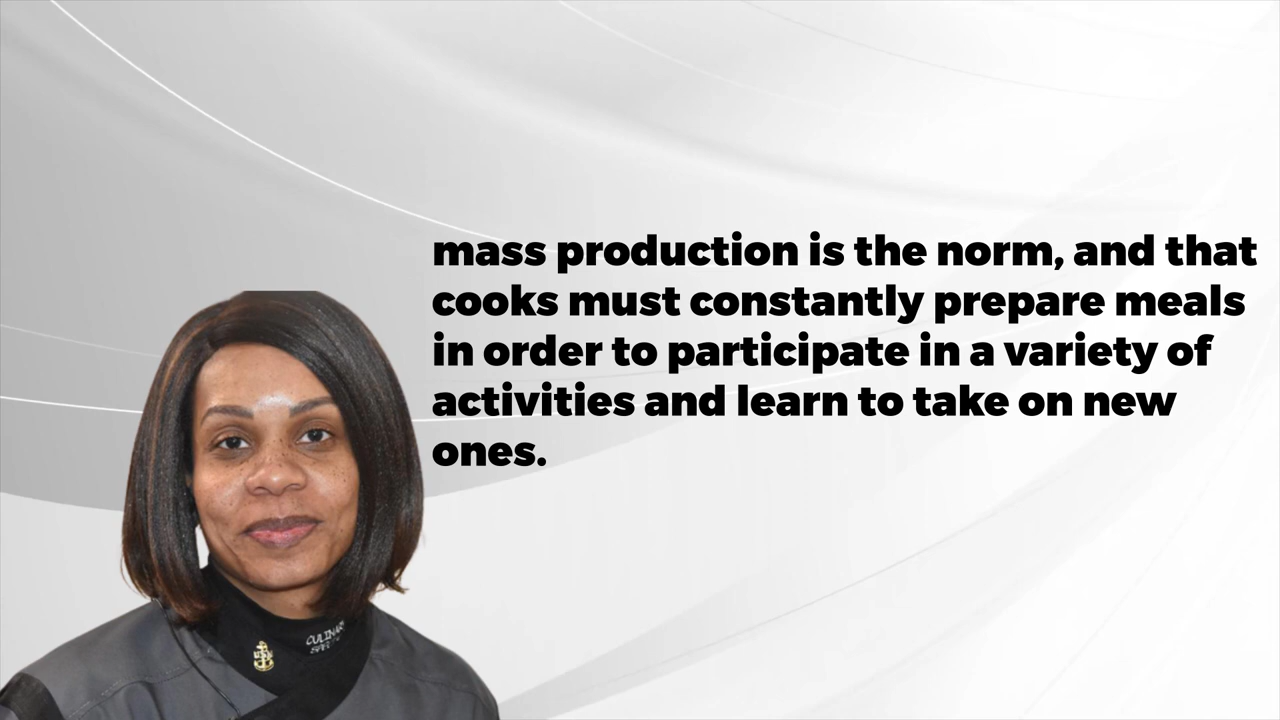 mass production is the norm, and that
cooks must constantly prepare meals
in order to participate in a variety of
activities and learn to take on new
ones.
USN